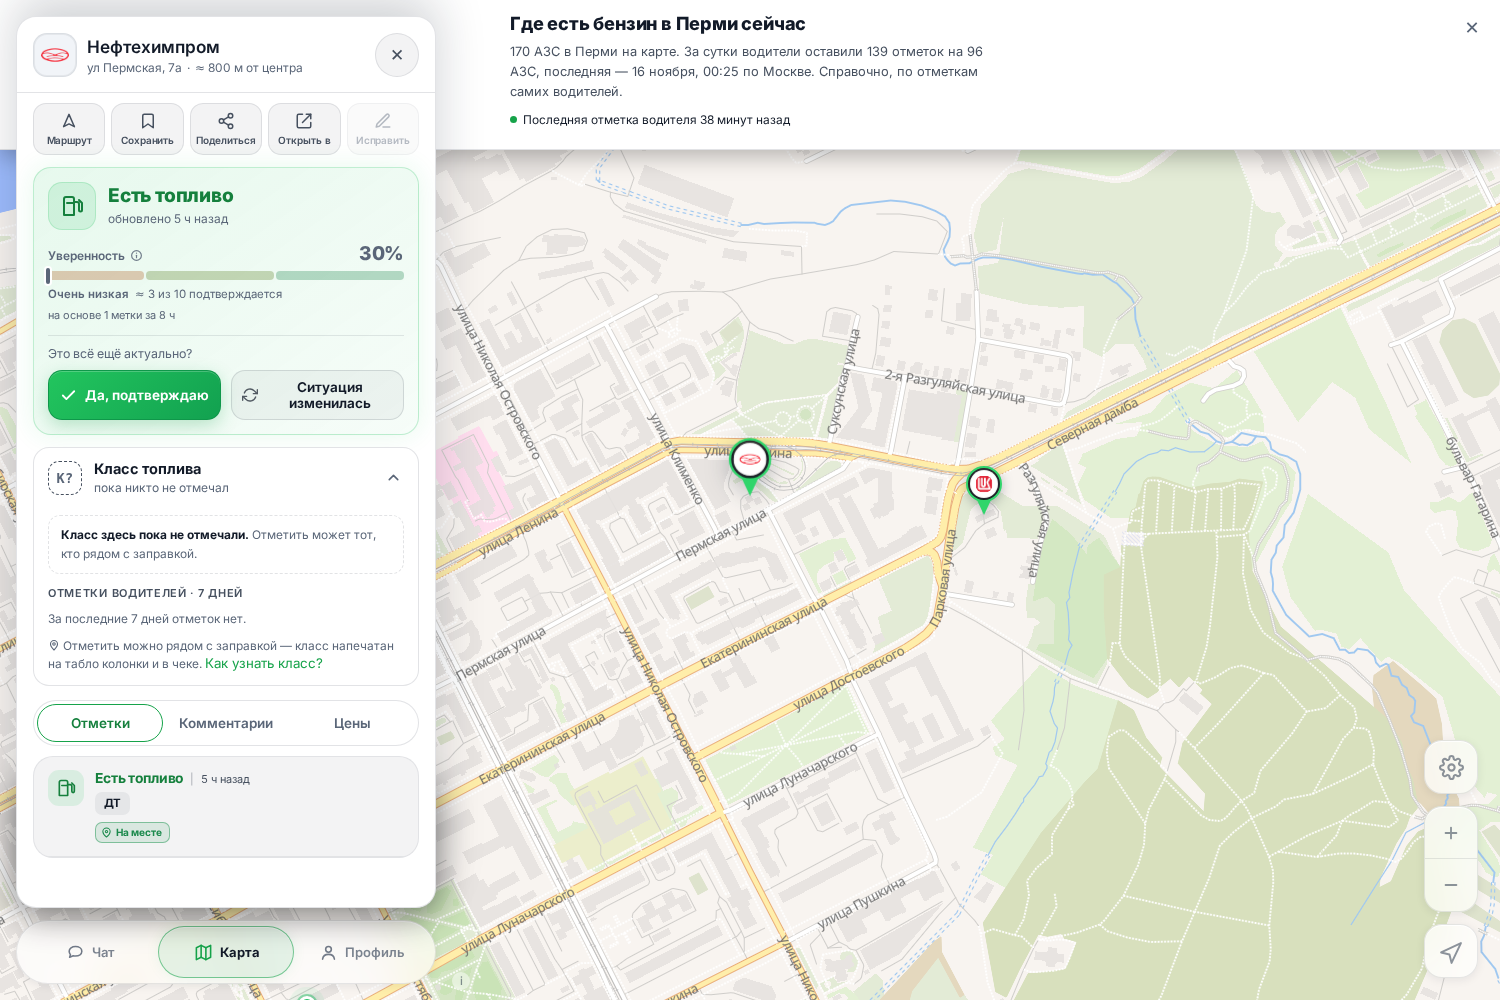 Нефтехимпром
ул Пермская, 7а · ≈ 800 м от центра
Маршрут
Сохранить
Поделиться
Открыть в
Исправить
Есть топливо
обновлено 5 ч назад
Уверенность
30%
Очень низкая ≈ 3 из 10 подтверждается
на основе 1 метки за 8 ч
Это всё ещё актуально?
Да, подтверждаю
Ситуация
изменилась
К?
Класс топлива
пока никто не отмечал
Класс здесь пока не отмечали. Отметить может тот,
кто рядом с заправкой.
ОТМЕТКИ ВОДИТЕЛЕЙ · 7 ДНЕЙ
За последние 7 дней отметок нет.
Отметить можно рядом с заправкой — класс напечатан
на табло колонки и в чеке. Как узнать класс?
Отметки
Комментарии
Цены
Есть топливо | 5 ч назад
ДТ
На месте
Чат
Карта
Профиль
Где есть бензин в Перми сейчас
170 АЗС в Перми на карте. За сутки водители оставили 139 отметок на 96
АЗС, последняя — 16 ноября, 00:25 по Москве. Справочно, по отметкам
самих водителей.
Последняя отметка водителя 38 минут назад
улица Николая Островского
улица Клименко
Суксунская улица
2-я Разгуляйская улица
Северная дамба
бульвар Гагарина
Разгуляйская улица
улица Ленина
Пермская улица
Парковая улица
Екатерининская улица
Пермская улица
улица Николая Островского
улица Достоевского
Екатерининская улица
улица Луначарского
улица Пушкина
улица Луначарского
улица Николая Ос